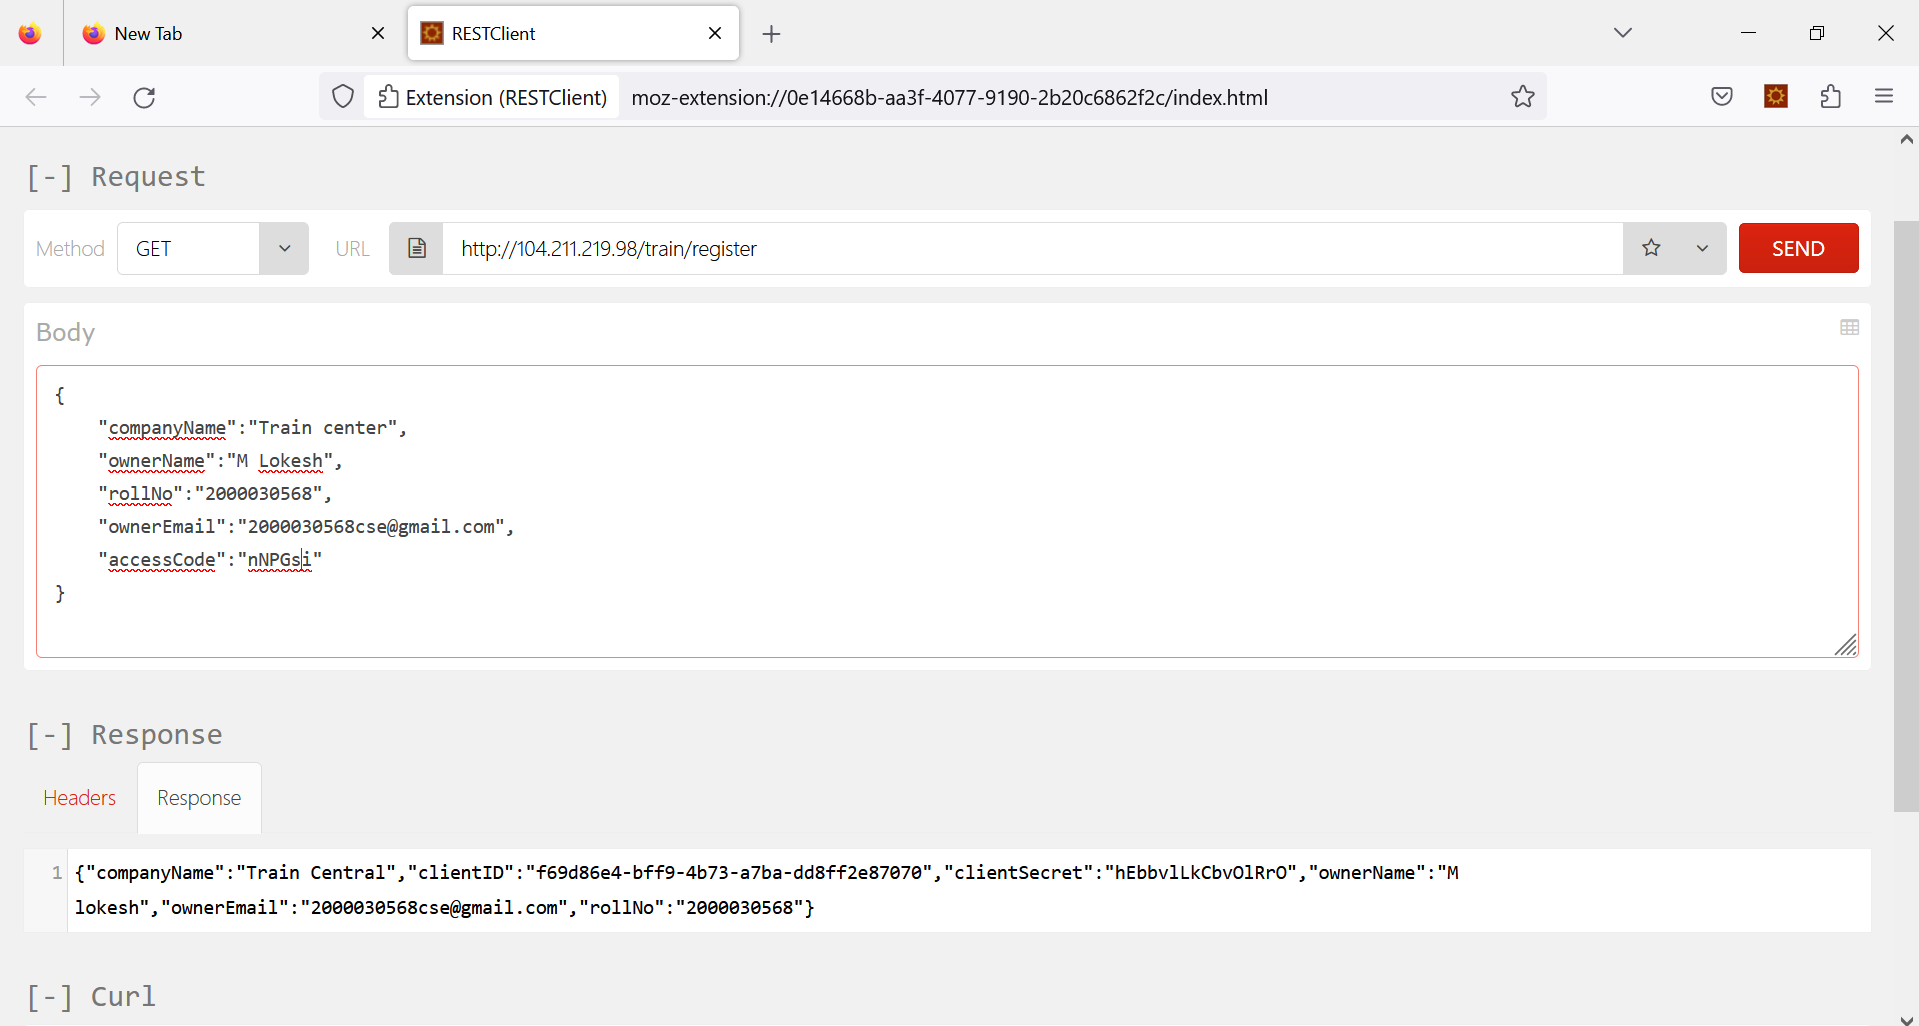 New Tab
RESTClient
Extension (RESTClient) moz-extension://0e14668b-aa3f-4077-9190-2b20c6862f2c/index.html
[-] Request
Method GET URL http://104.211.219.98/train/register SEND
Body
{
"companyName":"Train center",
"ownerName":"M Lokesh",
"rollNo":"2000030568",
"ownerEmail":"2000030568cse@gmail.com",
"accessCode":"nNPGsi"
}
[-] Response
Headers Response
1 {"companyName":"Train Central","clientID":"f69d86e4-bff9-4b73-a7ba-dd8ff2e87070","clientSecret":"hEbbvlLkCbvOlRrO","ownerName":"M
lokesh","ownerEmail":"2000030568cse@gmail.com","rollNo":"2000030568"}
[-] Curl